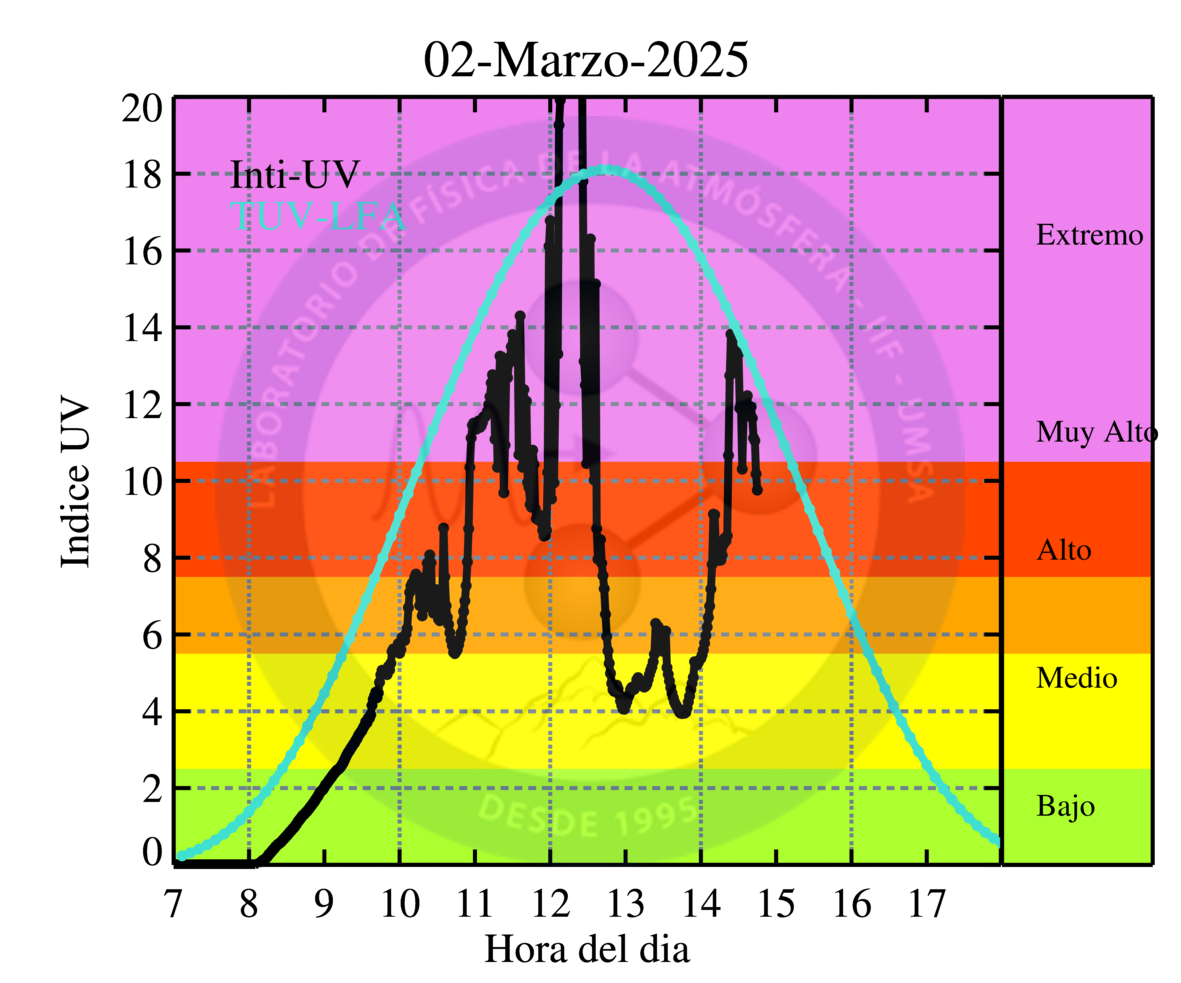 02-Marzo-2025
Inti-UV
TUV-LFA
Indice UV
20
18
16
14
12
10
8
6
4
2
0
7 8 9 10 11 12 13 14 15 16 17
Hora del dia
Extremo
Muy Alto
Alto
Medio
Bajo
LABORATORIO DE FÍSICA DE LA ATMÓSFERA - IIF - UMSA
DESDE 1995